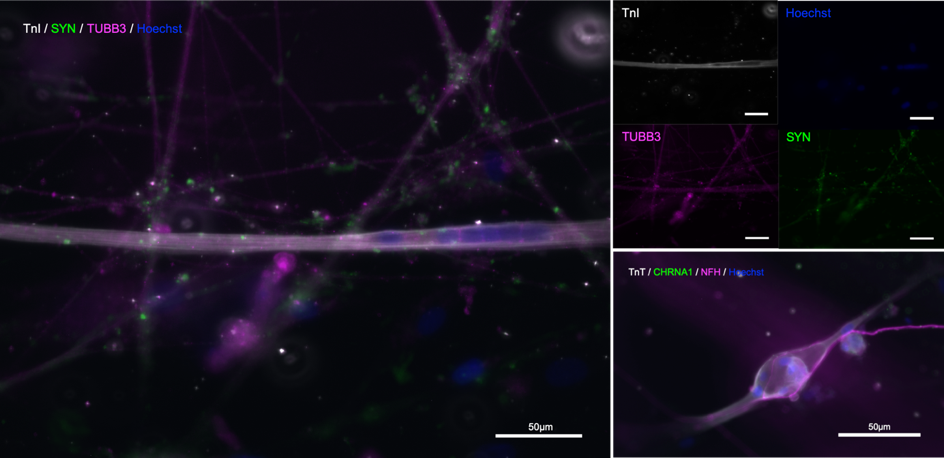 TnI / SYN / TUBB3 / Hoechst
50µm
TnI
Hoechst
TUBB3
SYN
TnT / CHRNA1 / NFH / Hoechst
50µm